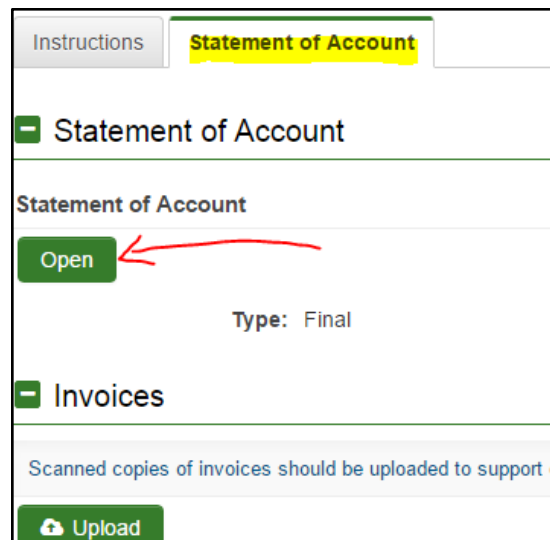 Instructions Statement of Account
Statement of Account
Statement of Account
Open
Type: Final
Invoices
Scanned copies of invoices should be uploaded to support
Upload